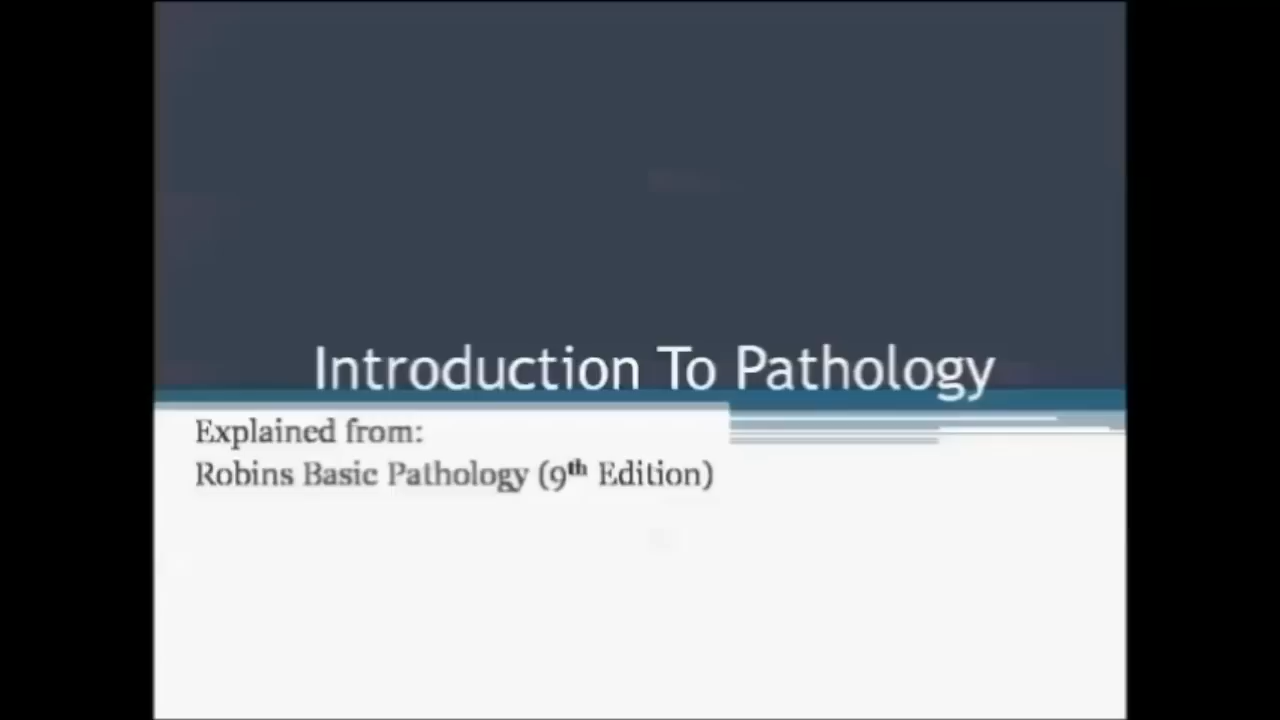 Introduction To Pathology
Explained from:
Robins Basic Pathology (9th Edition)